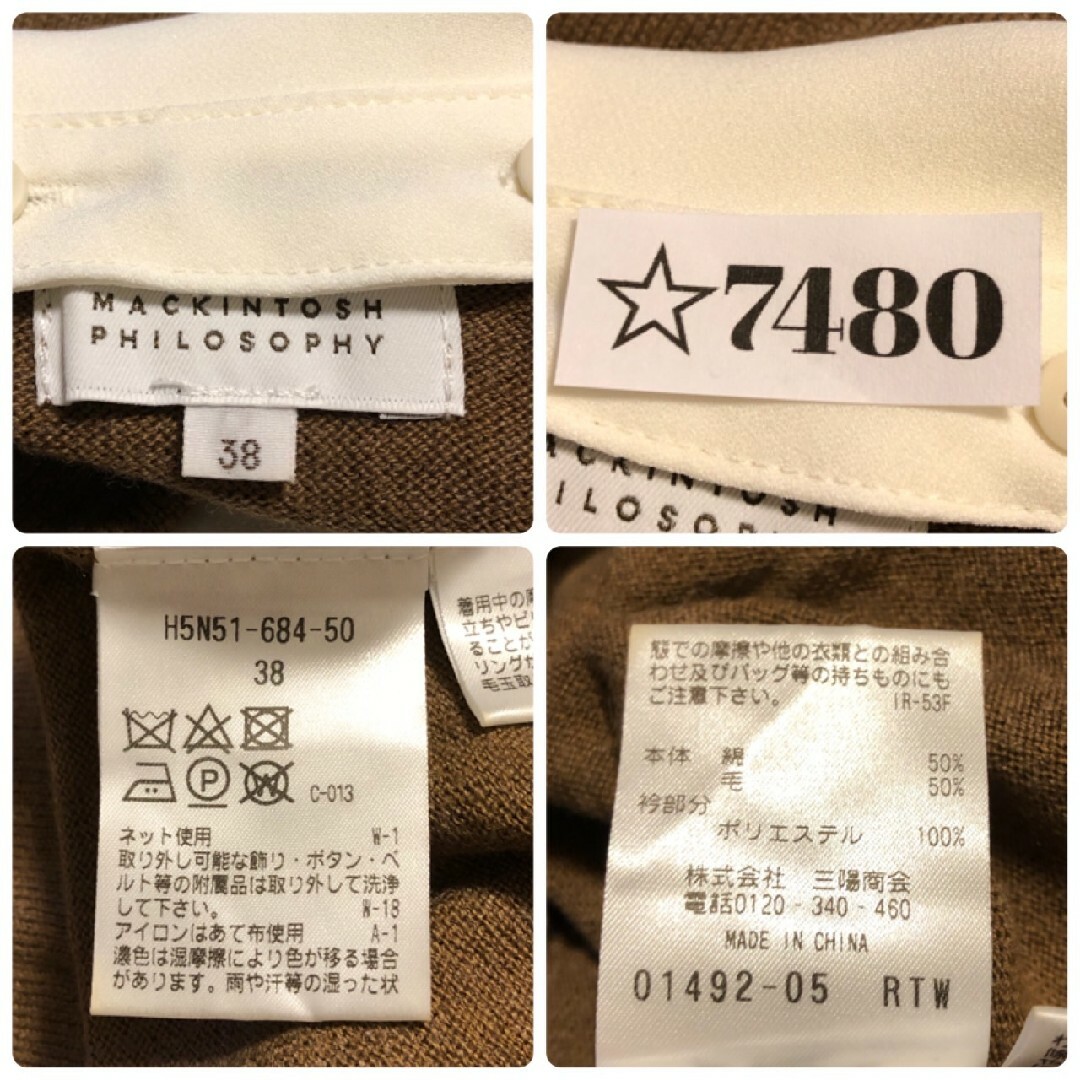 MACKINTOSH
PHILOSOPHY
38
☆7480
ACKINTOSH
HILOSOPHY
H5N51-684-50
38
C-013
ネット使用 W-1
取り外し可能な飾り・ボタン・ベ
ルト等の附属品は取り外して洗浄
して下さい。 W-18
アイロンはあて布使用 A-1
濃色は湿摩擦により色が移る場合
があります。雨や汗等の湿った状
着用中の
立ちやピ
ることが
リングが
毛玉取
態での摩擦や他の衣類との組み合
わせ及びバッグ等の持ちものにも
ご注意下さい。 IR-53F
本体 綿 50%
毛 50%
衿部分
ポリエステル 100%
株式会社 三陽商会
電話0120-340-460
MADE IN CHINA
01492-05 RTW